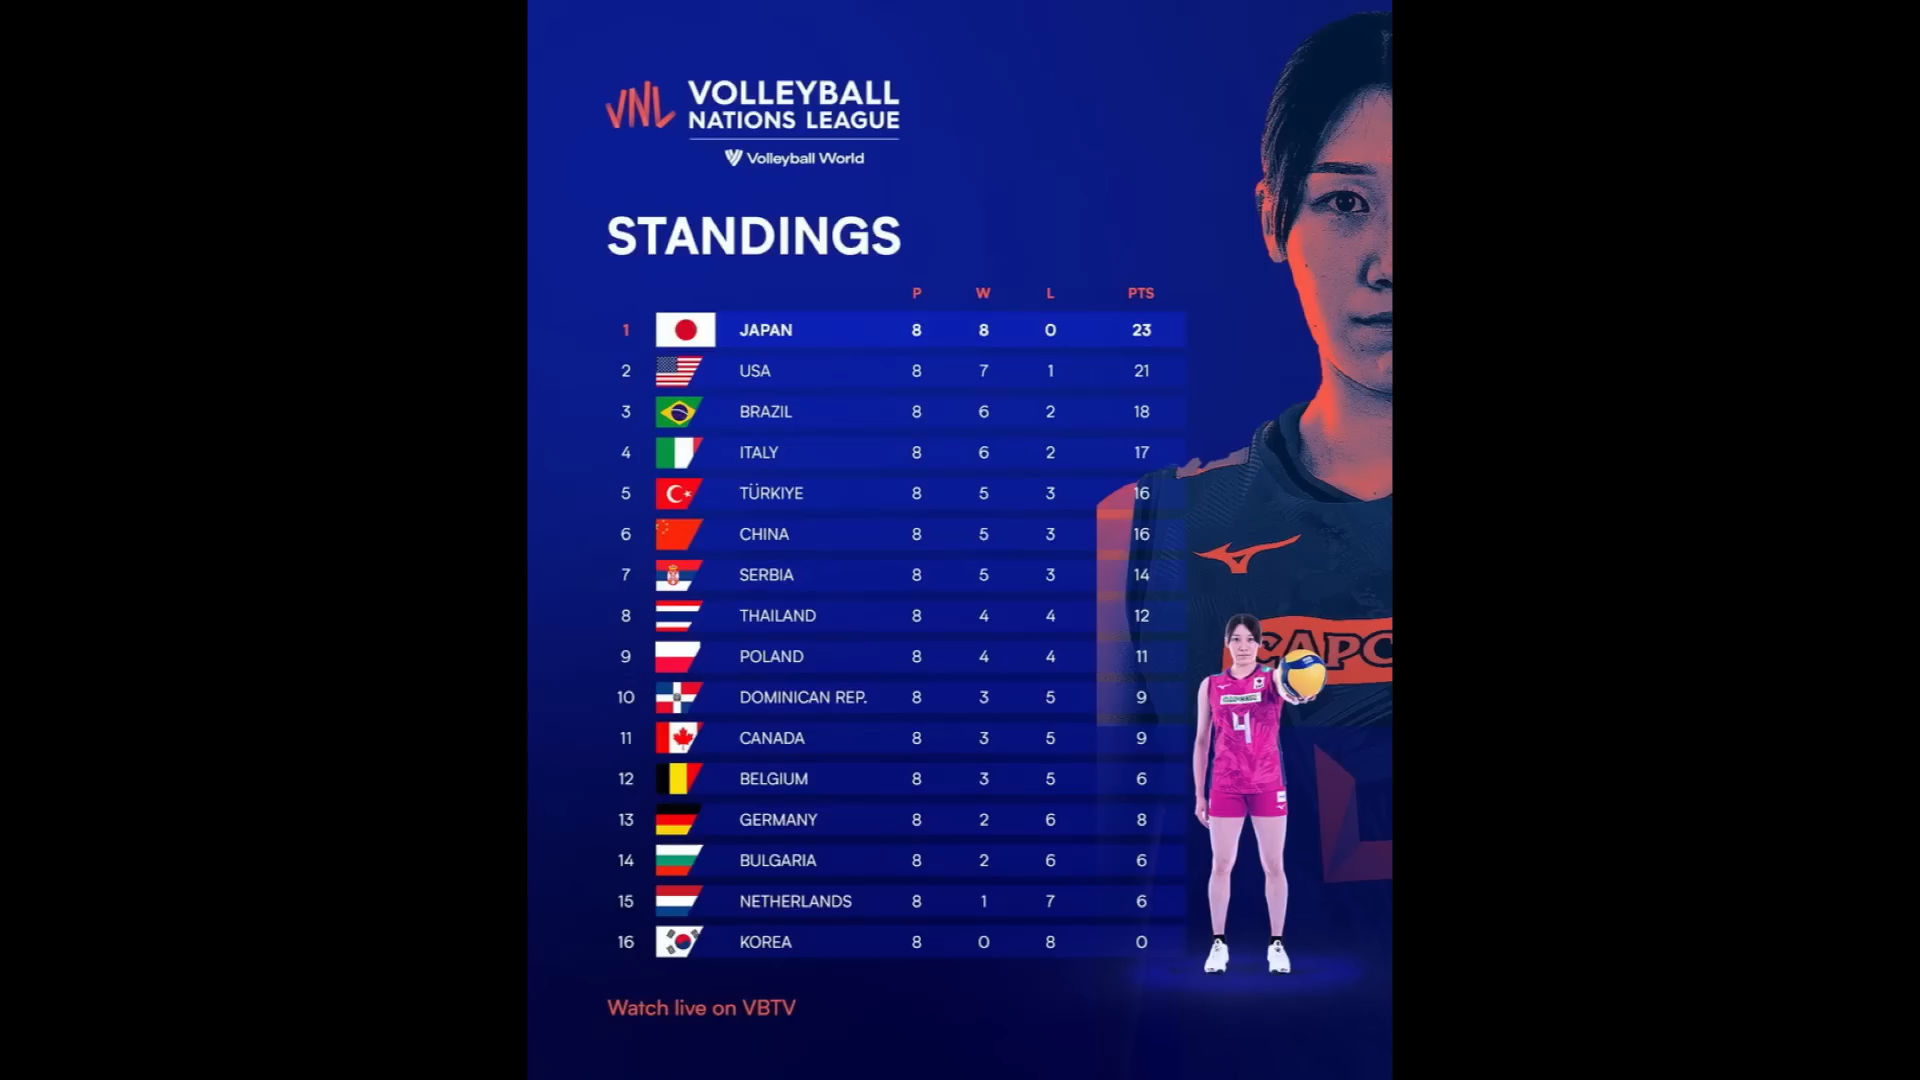 VNL VOLLEYBALL
NATIONS LEAGUE
Volleyball World
STANDINGS
P W L PTS
1 JAPAN 8 8 0 23
2 USA 8 7 1 21
3 BRAZIL 8 6 2 18
4 ITALY 8 6 2 17
5 TÜRKIYE 8 5 3 16
6 CHINA 8 5 3 16
7 SERBIA 8 5 3 14
8 THAILAND 8 4 4 12
9 POLAND 8 4 4 11
10 DOMINICAN REP. 8 3 5 9
11 CANADA 8 3 5 9
12 BELGIUM 8 3 5 6
13 GERMANY 8 2 6 8
14 BULGARIA 8 2 6 6
15 NETHERLANDS 8 1 7 6
16 KOREA 8 0 8 0
CAPC
4
Watch live on VBTV